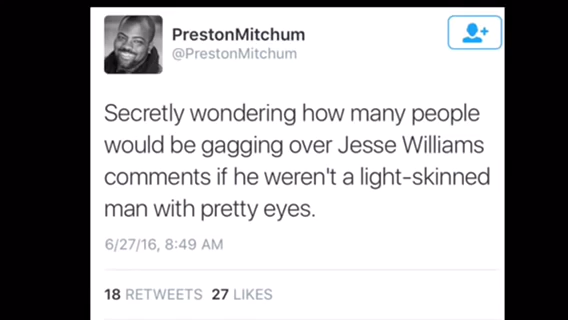 PrestonMitchum
@PrestonMitchum
Secretly wondering how many people
would be gagging over Jesse Williams
comments if he weren't a light-skinned
man with pretty eyes.
6/27/16, 8:49 AM
18 RETWEETS 27 LIKES